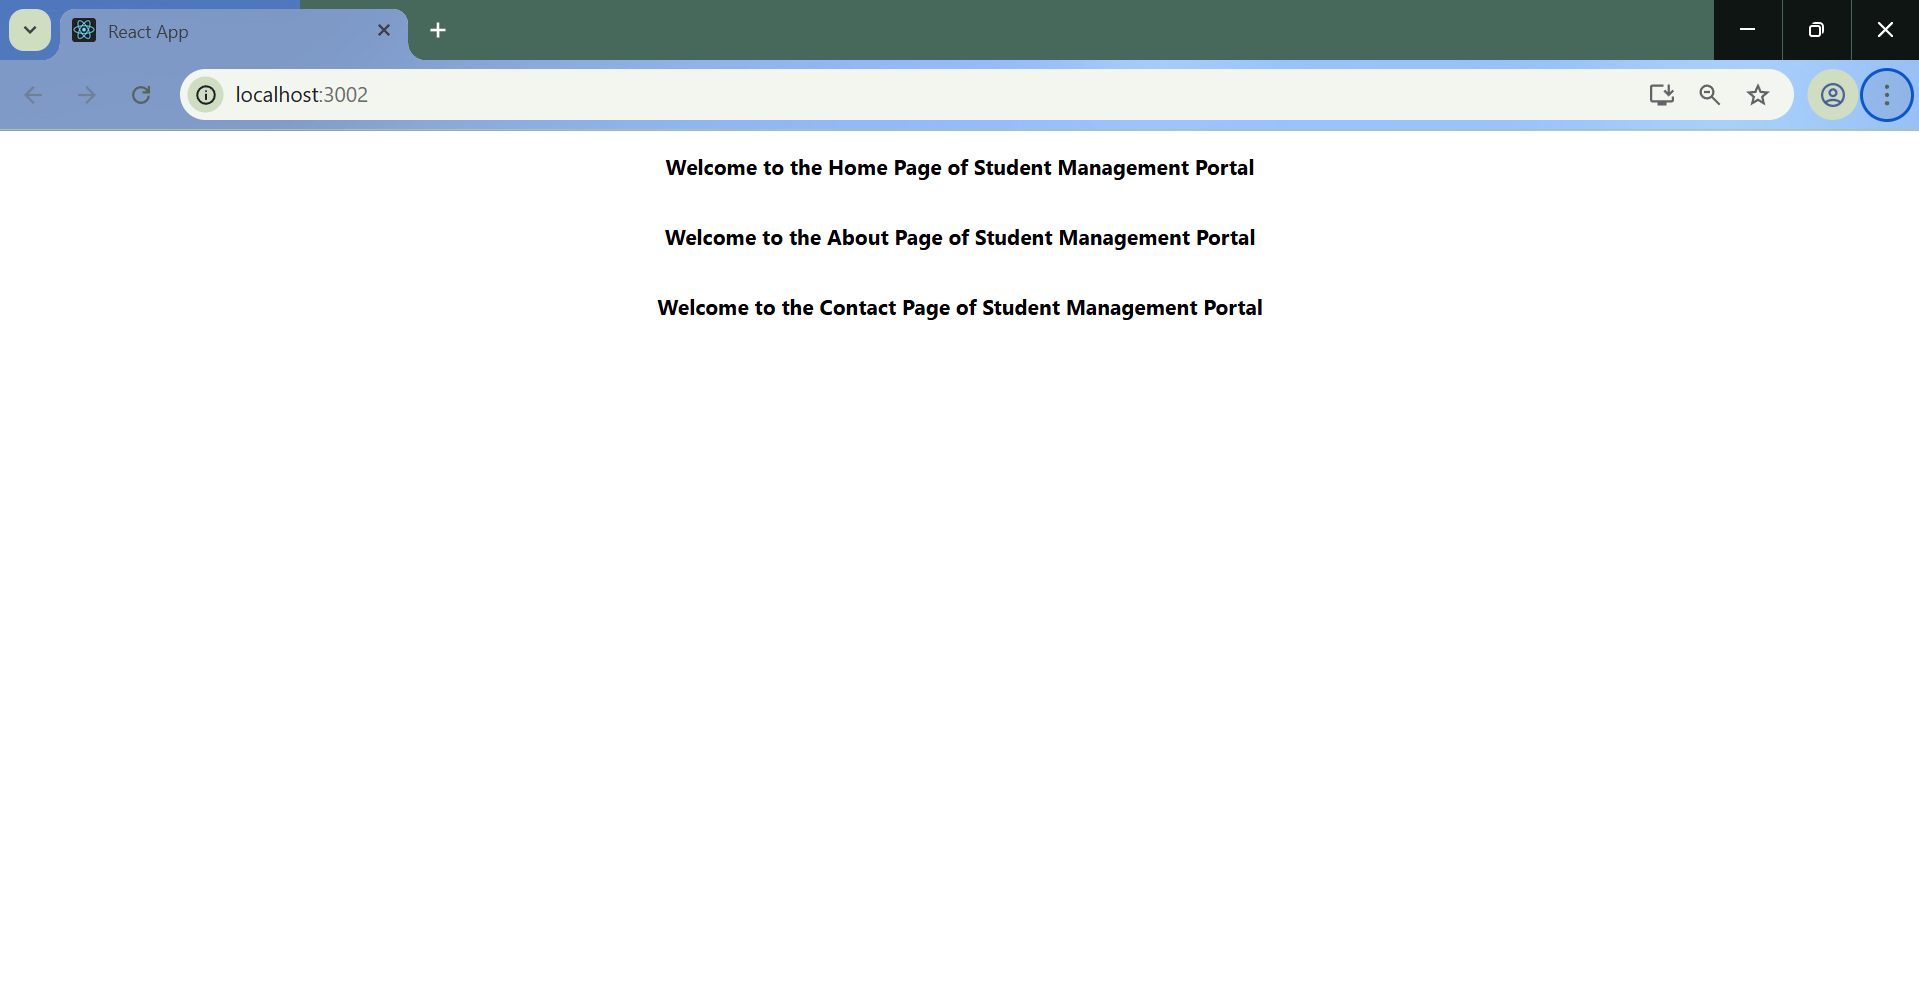 React App
localhost:3002
Welcome to the Home Page of Student Management Portal
Welcome to the About Page of Student Management Portal
Welcome to the Contact Page of Student Management Portal